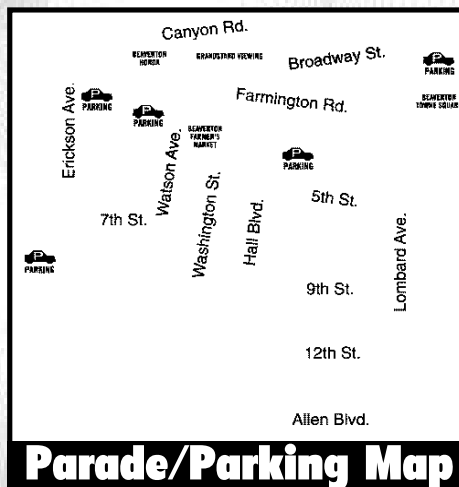 Canyon Rd.
BEAVERTON
HONDA
GRANDSTAND VIEWING
Broadway St.
P
PARKING
Erickson Ave.
P
PARKING
P
PARKING
Farmington Rd.
BEAVERTON
TOWNE SQUARE
Watson Ave.
BEAVERTON
FARMER'S
MARKET
P
PARKING
7th St.
Washington St.
Hall Blvd.
5th St.
Lombard Ave.
P
PARKING
9th St.
12th St.
Allen Blvd.
Parade/Parking Map